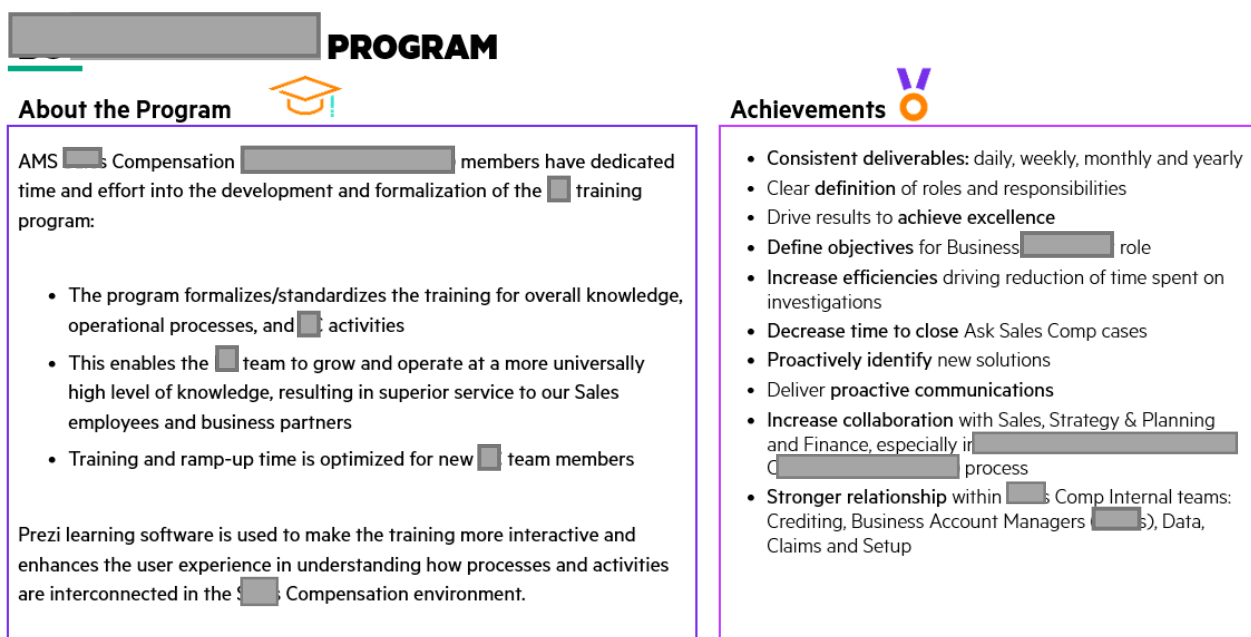 PROGRAM
About the Program
AMS Compensation members have dedicated
time and effort into the development and formalization of the training
program:
• The program formalizes/standardizes the training for overall knowledge,
operational processes, and activities
• This enables the team to grow and operate at a more universally
high level of knowledge, resulting in superior service to our Sales
employees and business partners
• Training and ramp-up time is optimized for new team members
Prezi learning software is used to make the training more interactive and
enhances the user experience in understanding how processes and activities
are interconnected in the Compensation environment.
Achievements
• Consistent deliverables: daily, weekly, monthly and yearly
• Clear definition of roles and responsibilities
• Drive results to achieve excellence
• Define objectives for Business role
• Increase efficiencies driving reduction of time spent on
investigations
• Decrease time to close Ask Sales Comp cases
• Proactively identify new solutions
• Deliver proactive communications
• Increase collaboration with Sales, Strategy & Planning
and Finance, especially
process
• Stronger relationship within Comp Internal teams:
Crediting, Business Account Managers ( ), Data,
Claims and Setup